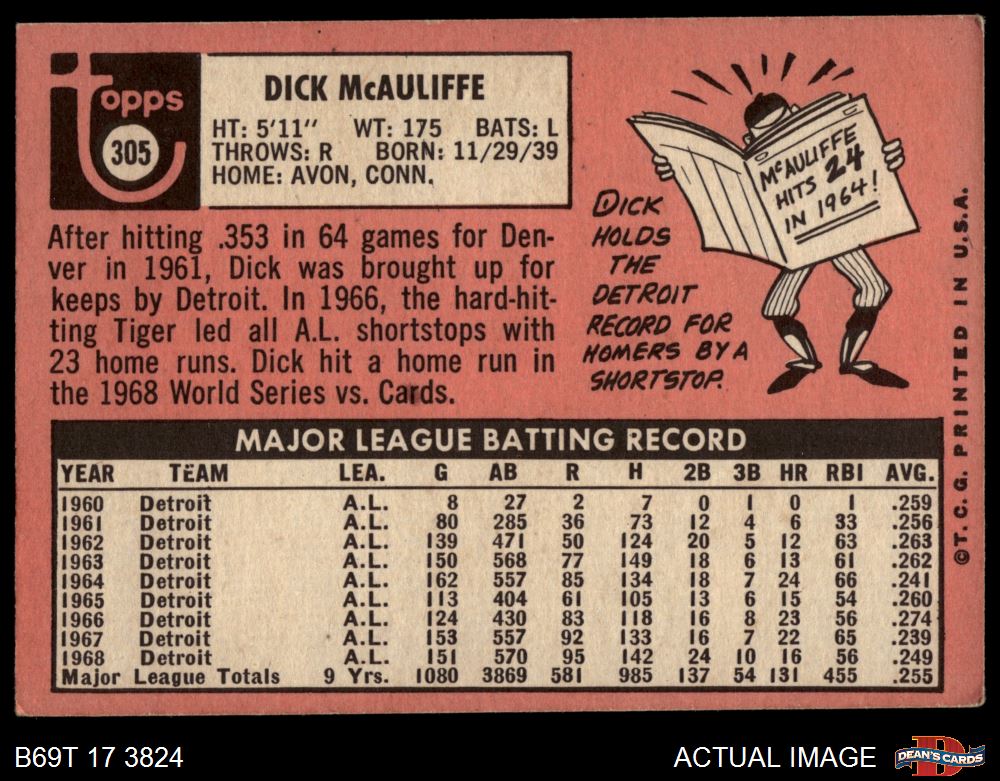 Topps
305
DICK McAULIFFE
HT: 5'11" WT: 175 BATS: L
THROWS: R BORN: 11/29/39
HOME: AVON, CONN.
After hitting .353 in 64 games for Den-
ver in 1961, Dick was brought up for
keeps by Detroit. In 1966, the hard-hit-
ting Tiger led all A.L. shortstops with
23 home runs. Dick hit a home run in
the 1968 World Series vs. Cards.
McAULIFFE
HITS 24
IN 1964!
DICK
HOLDS
THE
DETROIT
RECORD FOR
HOMERS BY A
SHORTSTOP.
©T. C. G. PRINTED IN U.S.A.
MAJOR LEAGUE BATTING RECORD
YEAR TEAM LEA. G AB R H 2B 3B HR RBI AVG.
1960 Detroit A.L. 8 27 2 7 0 1 0 1 .259
1961 Detroit A.L. 80 285 36 73 12 4 6 33 .256
1962 Detroit A.L. 139 471 50 124 20 5 12 63 .263
1963 Detroit A.L. 150 568 77 149 18 6 13 61 .262
1964 Detroit A.L. 162 557 85 134 18 7 24 66 .241
1965 Detroit A.L. 113 404 61 105 13 6 15 54 .260
1966 Detroit A.L. 124 430 83 118 16 8 23 56 .274
1967 Detroit A.L. 153 557 92 133 16 7 22 65 .239
1968 Detroit A.L. 151 570 95 142 24 10 16 56 .249
Major League Totals 9 Yrs. 1080 3869 581 985 137 54 131 455 .255
B69T 17 3824
ACTUAL IMAGE
DEAN'S CARDS